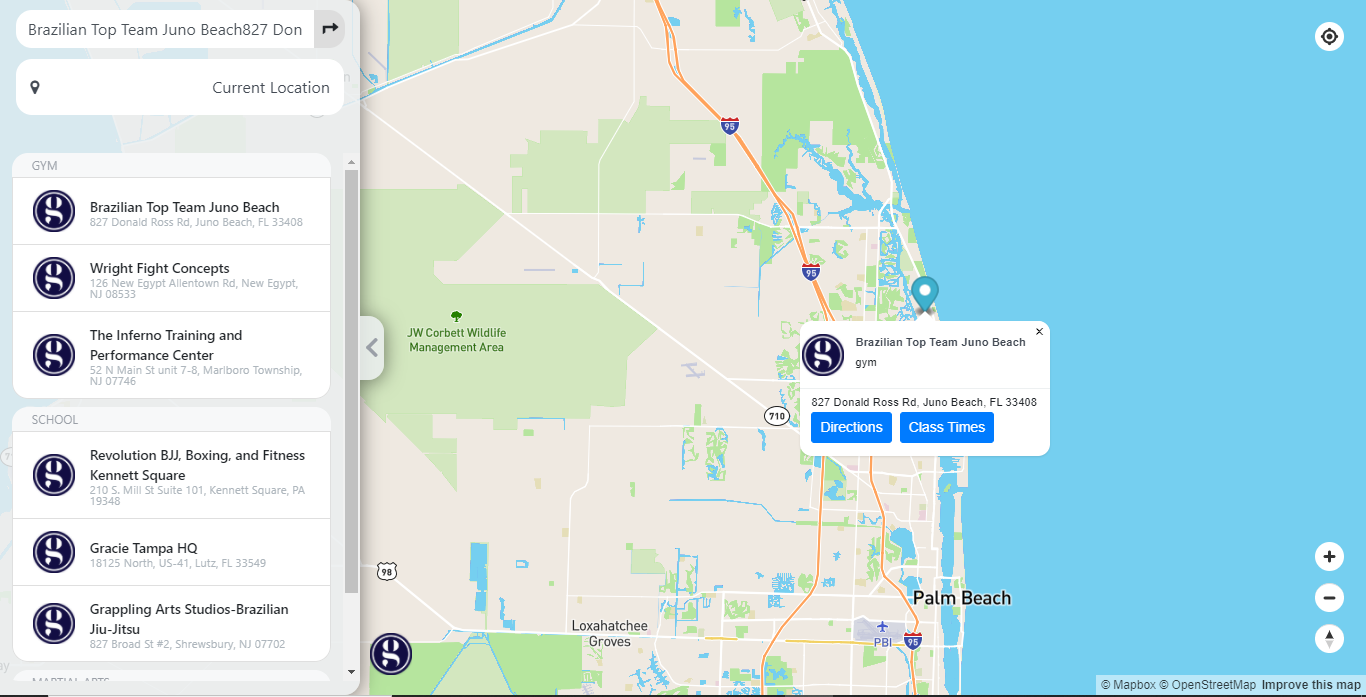 Brazilian Top Team Juno Beach827 Don
Current Location
GYM
Brazilian Top Team Juno Beach
827 Donald Ross Rd, Juno Beach, FL 33408
Wright Fight Concepts
126 New Egypt Allentown Rd, New Egypt,
NJ 08533
The Inferno Training and
Performance Center
52 N Main St unit 7-8, Marlboro Township,
NJ 07746
SCHOOL
Revolution BJJ, Boxing, and Fitness
Kennett Square
210 S. Mill St Suite 101, Kennett Square, PA
19348
Gracie Tampa HQ
18125 North, US-41, Lutz, FL 33549
Grappling Arts Studios-Brazilian
Jiu-Jitsu
827 Broad St #2, Shrewsbury, NJ 07702
MARTIAL ARTS
95
95
JW Corbett Wildlife
Management Area
×
Brazilian Top Team Juno Beach
gym
827 Donald Ross Rd, Juno Beach, FL 33408
Directions
Class Times
710
98
Palm Beach
Loxahatchee
Groves
PBI
95
© Mapbox © OpenStreetMap Improve this map